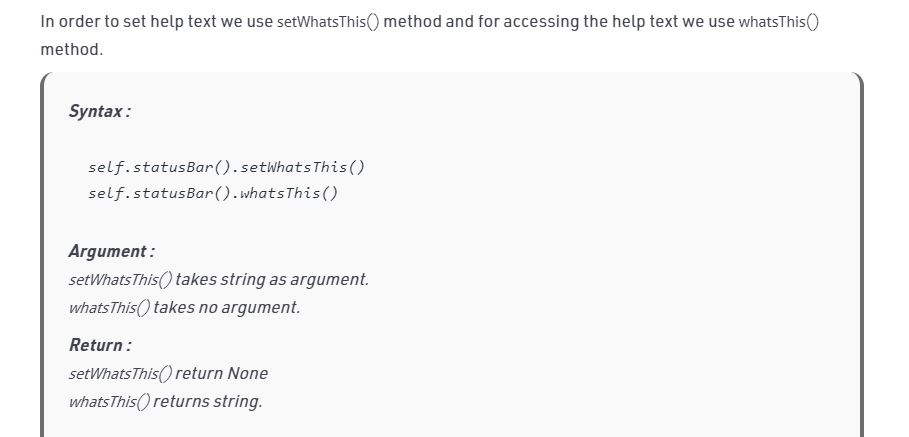 In order to set help text we use setWhatsThis() method and for accessing the help text we use whatsThis()
method.
Syntax :
self.statusBar().setWhatsThis()
self.statusBar().whatsThis()
Argument :
setWhatsThis() takes string as argument.
whatsThis() takes no argument.
Return :
setWhatsThis() return None
whatsThis() returns string.